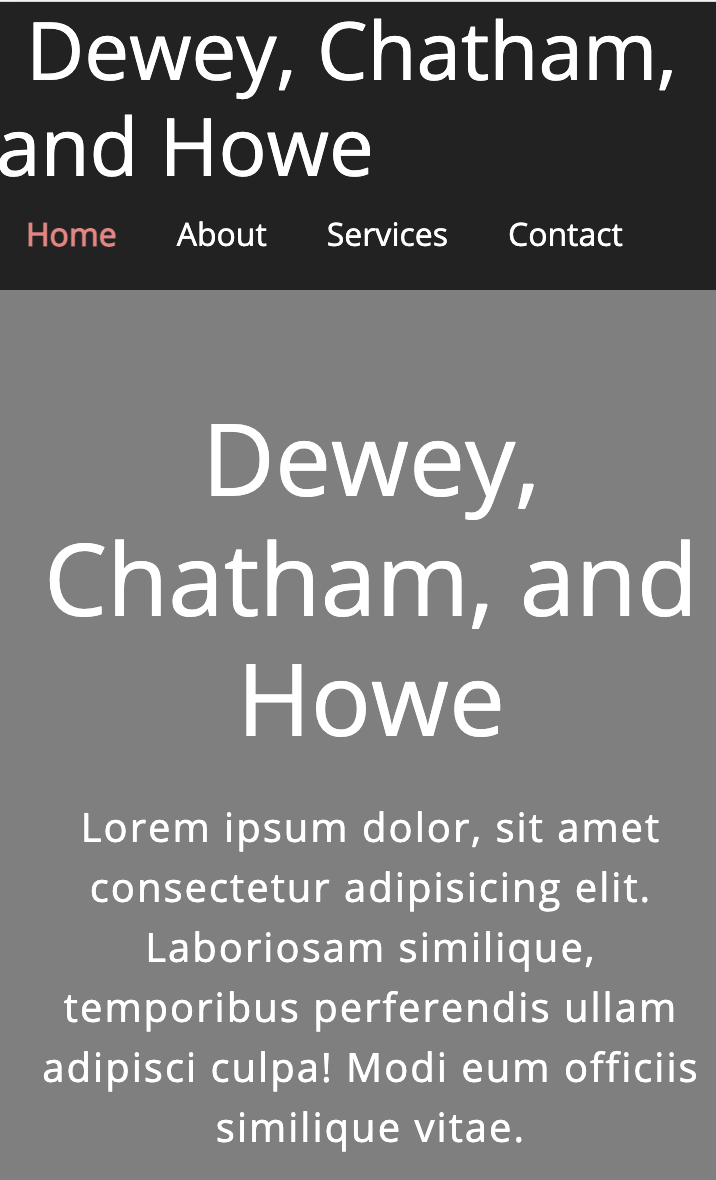 Dewey, Chatham,
and Howe
Home About Services Contact
Dewey,
Chatham, and
Howe
Lorem ipsum dolor, sit amet
consectetur adipisicing elit.
Laboriosam similique,
temporibus perferendis ullam
adipisci culpa! Modi eum officiis
similique vitae.